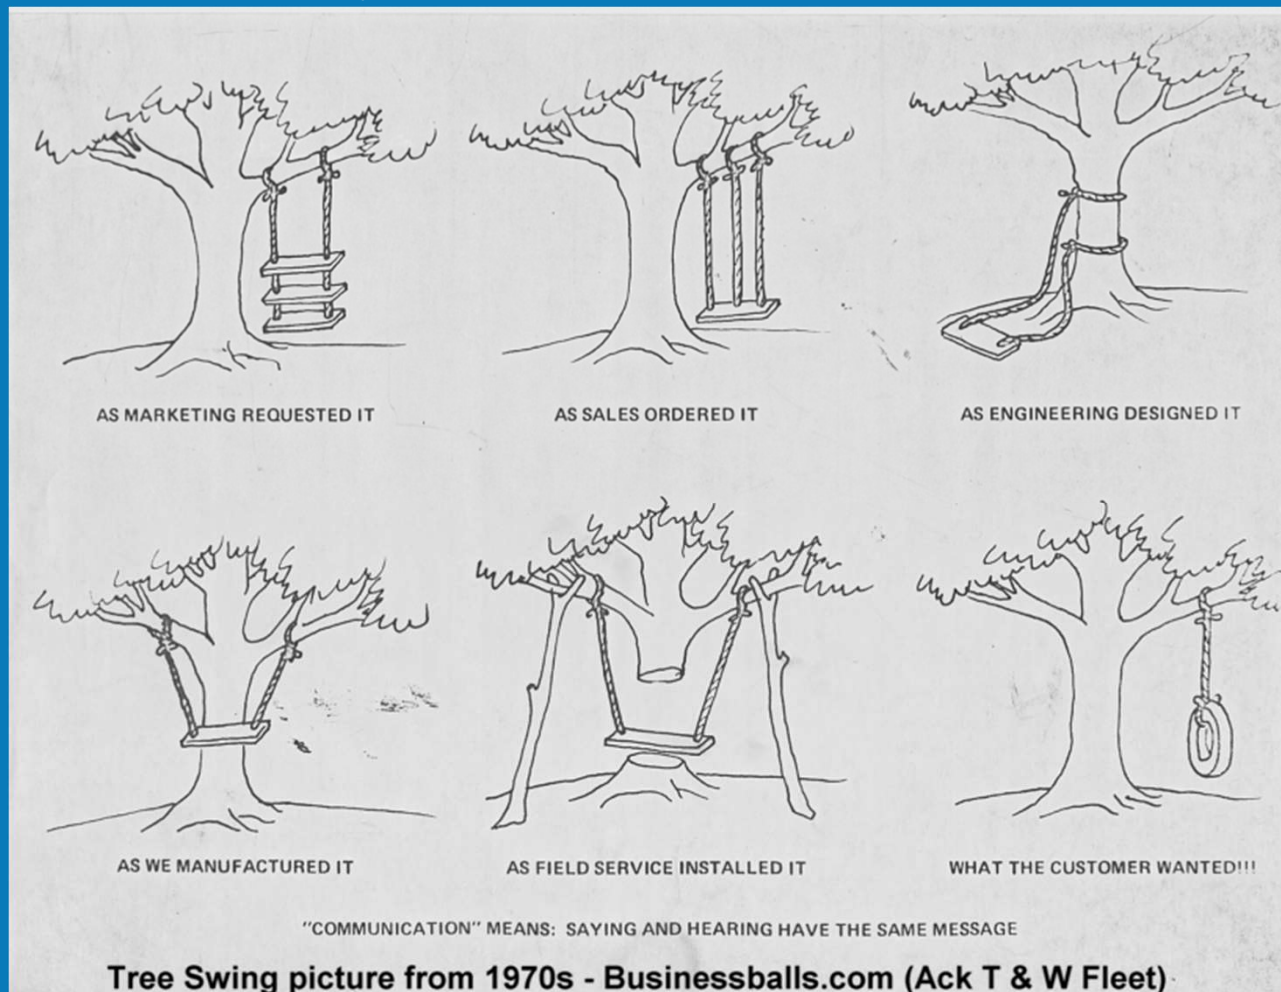 AS MARKETING REQUESTED IT
AS SALES ORDERED IT
AS ENGINEERING DESIGNED IT
AS WE MANUFACTURED IT
AS FIELD SERVICE INSTALLED IT
WHAT THE CUSTOMER WANTED!!!
"COMMUNICATION" MEANS: SAYING AND HEARING HAVE THE SAME MESSAGE
Tree Swing picture from 1970s - Businessballs.com (Ack T & W Fleet)